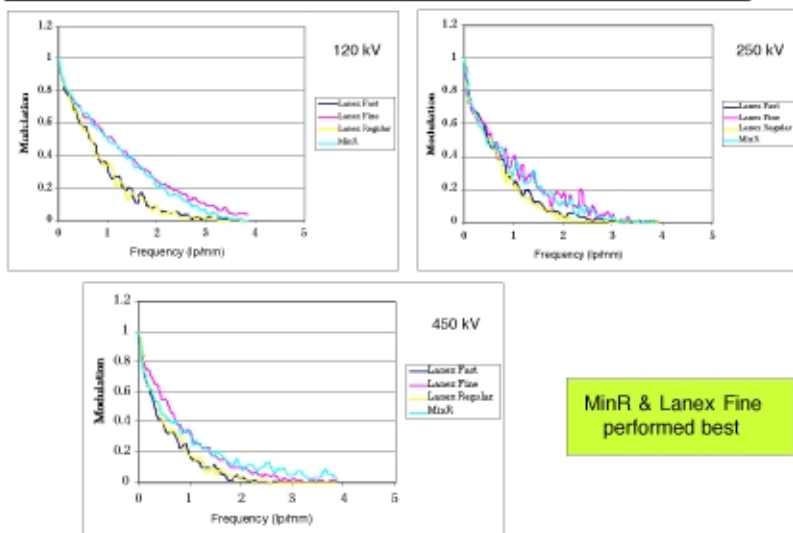 120 kV
1.2
1
0.8
0.6
0.4
0.2
0
Modulation
0 1 2 3 4 5
Frequency (lp/mm)
Lanex Fast
Lanex Fine
Lanex Regular
MinR
250 kV
1.2
1
0.8
0.6
0.4
0.2
0
Modulation
0 1 2 3 4 5
Frequency (lp/mm)
Lanex Fast
Lanex Fine
Lanex Regular
MinR
450 kV
1.2
1
0.8
0.6
0.4
0.2
0
Modulation
0 1 2 3 4 5
Frequency (lp/mm)
Lanex Fast
Lanex Fine
Lanex Regular
MinR
MinR & Lanex Fine
performed best